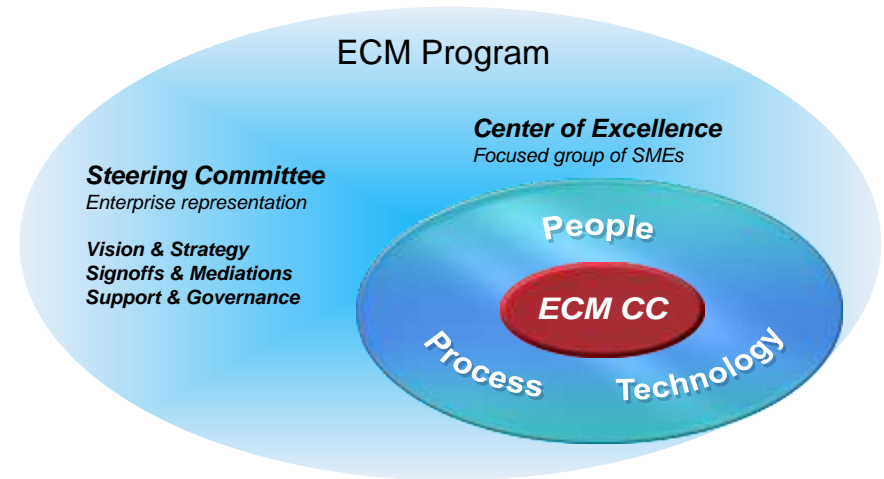 ECM Program
Center of Excellence
Focused group of SMEs
Steering Committee
Enterprise representation
Vision & Strategy
Signoffs & Mediations
Support & Governance
People
ECM CC
Process
Technology